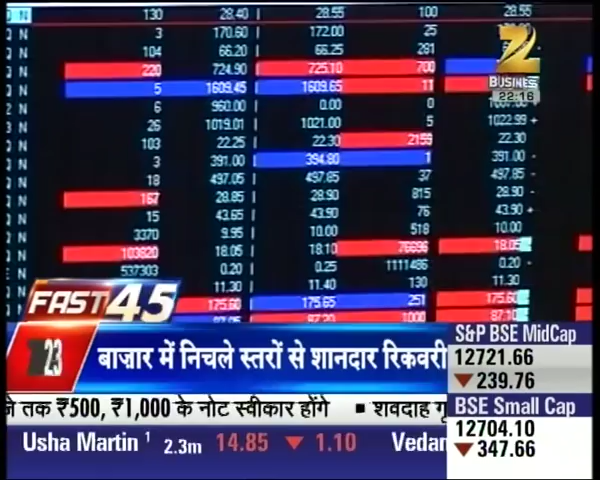 Q N 130 28.40 28.55 100 28.55
N 3 170.60 172.00 25
N 104 66.20 66.25 281
N 220 724.90 725.10 700
N 5 1609.45 1609.65 11
N 6 960.00 0.00 0
N 26 1019.01 1021.00 5 1022.99 +
N 103 22.25 22.30 2159 22.30
N 3 391.00 394.80 1 391.00 -
N 18 497.05 497.85 37 497.85 -
N 167 28.85 28.90 815 28.90 -
N 15 43.65 43.90 76 43.90 +
N 3370 9.95 10.00 518 10.00
N 103820 18.05 18.10 76696 18.05
N 537303 0.20 0.25 1111486 0.20 -
N 11.30 11.40 130 11.30
175.60 175.65 251 175.60
87.20 1000 87.10
Z
BUSINESS
22:16
FAST 45
23
बाजार में निचले स्तरों से शानदार रिकवरी
S&P BSE MidCap
12721.66
▼ 239.76
तक ₹500, ₹1,000 के नोट स्वीकार होंगे ■ शवदाह
BSE Small Cap
12704.10
▼ 347.66
Usha Martin 1 2.3m 14.85 ▼ 1.10 Vedan